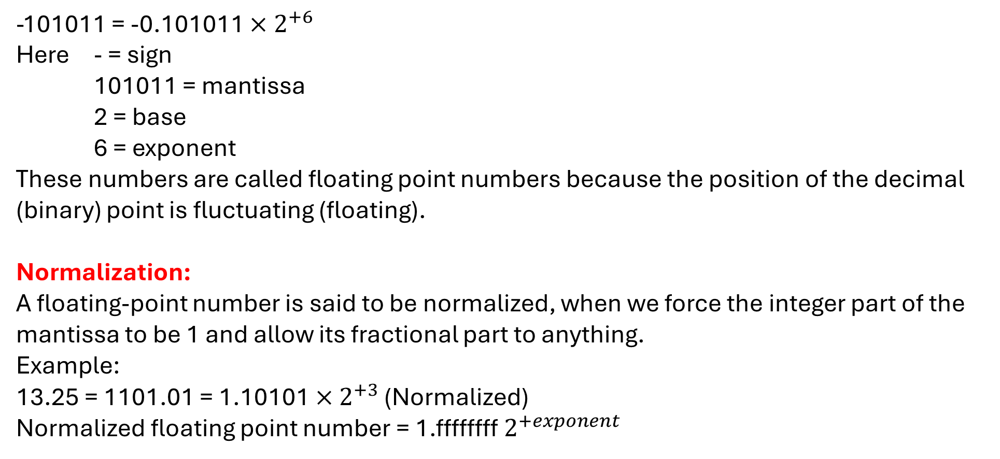 -101011 = -0.101011 × 2⁺⁶
Here - = sign
101011 = mantissa
2 = base
6 = exponent
These numbers are called floating point numbers because the position of the decimal
(binary) point is fluctuating (floating).
Normalization:
A floating-point number is said to be normalized, when we force the integer part of the
mantissa to be 1 and allow its fractional part to anything.
Example:
13.25 = 1101.01 = 1.10101 × 2⁺³ (Normalized)
Normalized floating point number = 1.ffffffff 2^{+exponent}